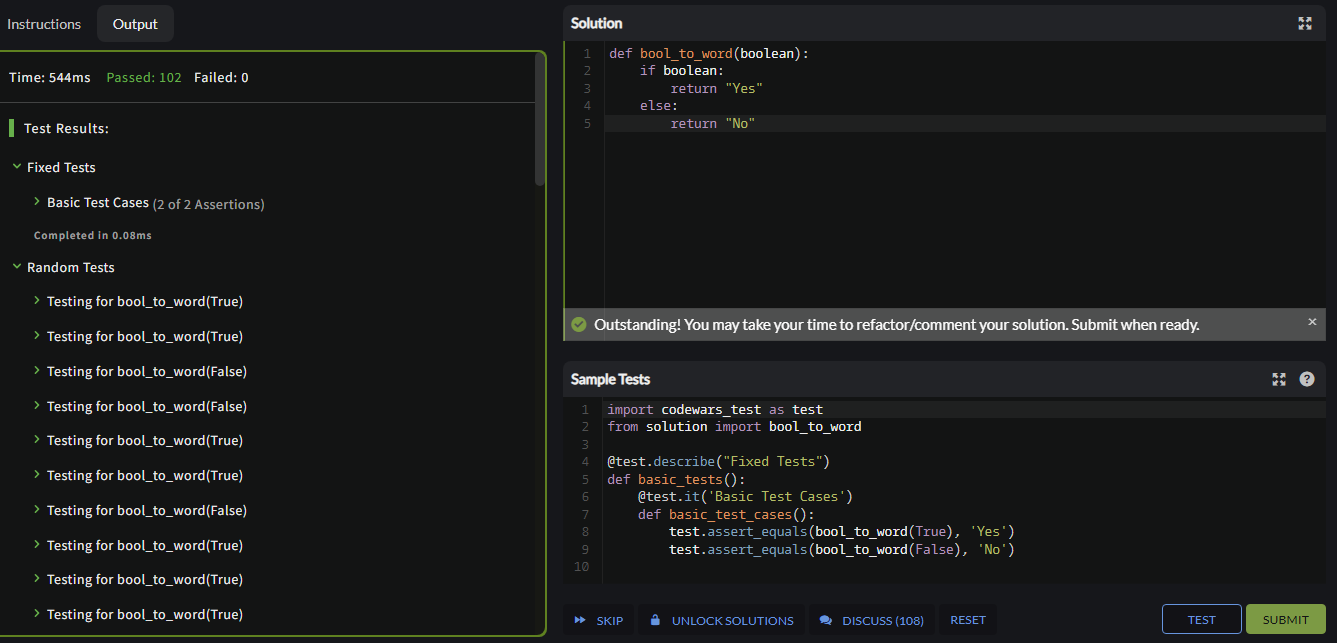 Instructions
Output
Time: 544ms Passed: 102 Failed: 0
Test Results:
Fixed Tests
Basic Test Cases (2 of 2 Assertions)
Completed in 0.08ms
Random Tests
Testing for bool_to_word(True)
Testing for bool_to_word(True)
Testing for bool_to_word(False)
Testing for bool_to_word(False)
Testing for bool_to_word(True)
Testing for bool_to_word(True)
Testing for bool_to_word(False)
Testing for bool_to_word(True)
Testing for bool_to_word(True)
Testing for bool_to_word(True)
Solution
1 def bool_to_word(boolean):
2     if boolean:
3         return "Yes"
4     else:
5         return "No"
Outstanding! You may take your time to refactor/comment your solution. Submit when ready.
Sample Tests
1 import codewars_test as test
2 from solution import bool_to_word
3
4 @test.describe("Fixed Tests")
5 def basic_tests():
6     @test.it('Basic Test Cases')
7     def basic_test_cases():
8         test.assert_equals(bool_to_word(True), 'Yes')
9         test.assert_equals(bool_to_word(False), 'No')
10
SKIP UNLOCK SOLUTIONS DISCUSS (108) RESET TEST SUBMIT